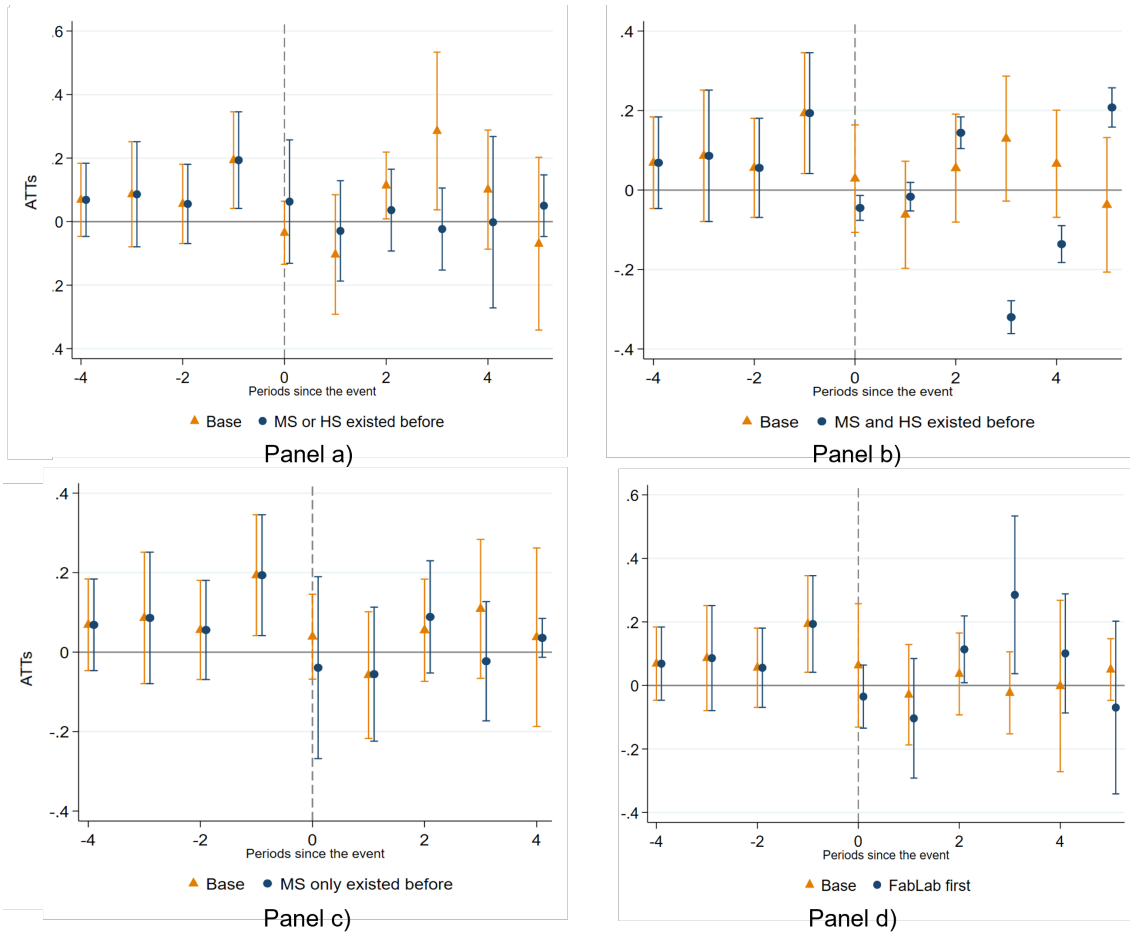 .6
.4
.2
0
.2
.4
ATTs
-4
-2
0
2
4
Periods since the event
Base
MS or HS existed before
Panel a)
.4
.2
0
-.2
-.4
-4
-2
0
2
4
Periods since the event
Base
MS and HS existed before
Panel b)
.4
.2
0
-.2
-.4
ATTs
-4
-2
0
2
4
Periods since the event
Base
MS only existed before
Panel c)
.6
.4
.2
0
-.2
-.4
-4
-2
0
2
4
Periods since the event
Base
FabLab first
Panel d)